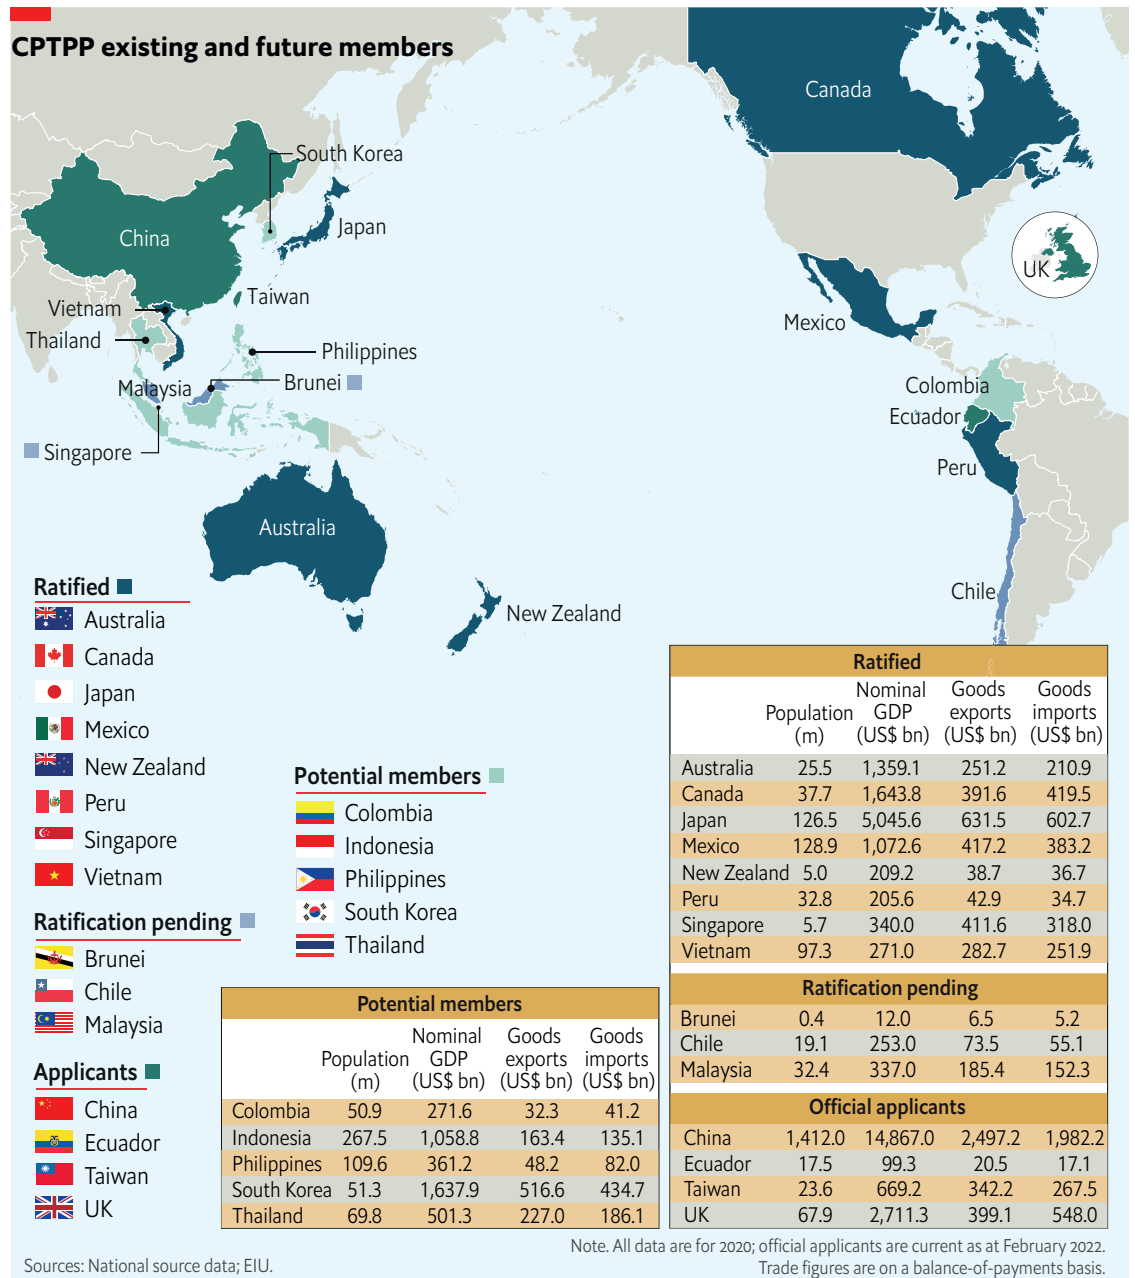 CPTPP existing and future members
Canada
South Korea
Japan
China
UK
Taiwan
Vietnam
Mexico
Thailand
Philippines
Malaysia
Brunei
Colombia
Ecuador
Singapore
Peru
Australia
Chile
New Zealand
Ratified
Australia
Canada
Japan
Mexico
New Zealand
Peru
Singapore
Vietnam
Ratification pending
Brunei
Chile
Malaysia
Applicants
China
Ecuador
Taiwan
UK
Potential members
Colombia
Indonesia
Philippines
South Korea
Thailand
Potential members
Population (m) Nominal GDP (US$ bn) Goods exports (US$ bn) Goods imports (US$ bn)
Colombia 50.9 271.6 32.3 41.2
Indonesia 267.5 1,058.8 163.4 135.1
Philippines 109.6 361.2 48.2 82.0
South Korea 51.3 1,637.9 516.6 434.7
Thailand 69.8 501.3 227.0 186.1
Ratified
Population (m) Nominal GDP (US$ bn) Goods exports (US$ bn) Goods imports (US$ bn)
Australia 25.5 1,359.1 251.2 210.9
Canada 37.7 1,643.8 391.6 419.5
Japan 126.5 5,045.6 631.5 602.7
Mexico 128.9 1,072.6 417.2 383.2
New Zealand 5.0 209.2 38.7 36.7
Peru 32.8 205.6 42.9 34.7
Singapore 5.7 340.0 411.6 318.0
Vietnam 97.3 271.0 282.7 251.9
Ratification pending
Brunei 0.4 12.0 6.5 5.2
Chile 19.1 253.0 73.5 55.1
Malaysia 32.4 337.0 185.4 152.3
Official applicants
China 1,412.0 14,867.0 2,497.2 1,982.2
Ecuador 17.5 99.3 20.5 17.1
Taiwan 23.6 669.2 342.2 267.5
UK 67.9 2,711.3 399.1 548.0
Note. All data are for 2020; official applicants are current as at February 2022.
Trade figures are on a balance-of-payments basis.
Sources: National source data; EIU.